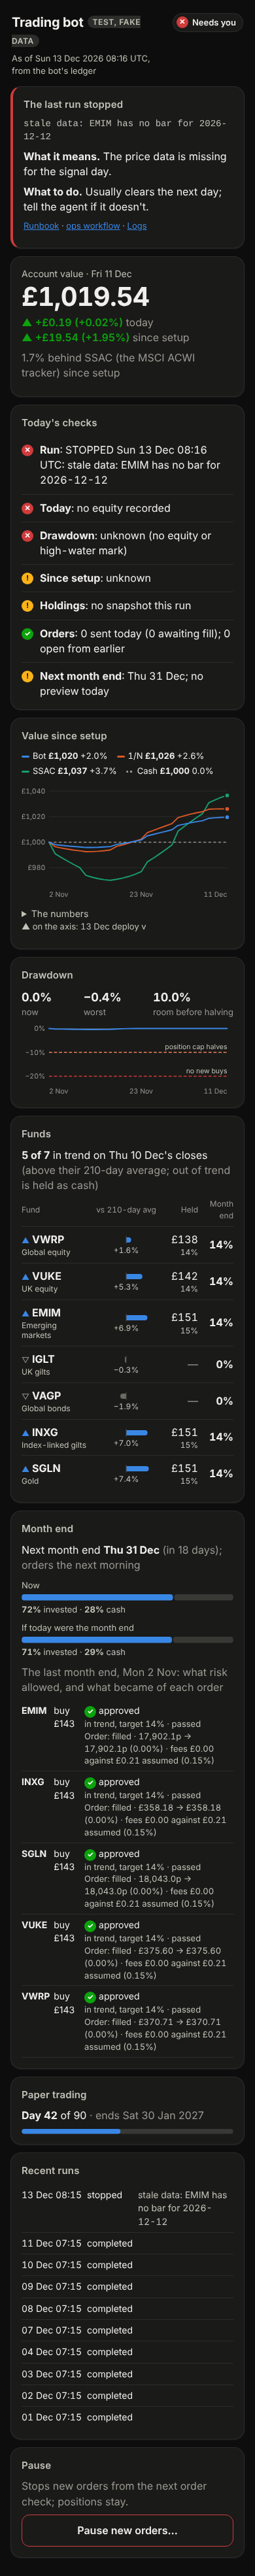 Trading bot TEST, FAKE
DATA
Needs you
As of Sun 13 Dec 2026 08:16 UTC,
from the bot's ledger
The last run stopped
stale data: EMIM has no bar for 2026-
12-12
What it means. The price data is missing
for the signal day.
What to do. Usually clears the next day;
tell the agent if it doesn't.
Runbook · ops workflow · Logs
Account value · Fri 11 Dec
£1,019.54
▲ +£0.19 (+0.02%) today
▲ +£19.54 (+1.95%) since setup
1.7% behind SSAC (the MSCI ACWI
tracker) since setup
Today's checks
Run: STOPPED Sun 13 Dec 08:16
UTC: stale data: EMIM has no bar for
2026-12-12
Today: no equity recorded
Drawdown: unknown (no equity or
high-water mark)
Since setup: unknown
Holdings: no snapshot this run
Orders: 0 sent today (0 awaiting fill); 0
open from earlier
Next month end: Thu 31 Dec; no
preview today
Value since setup
Bot £1,020 +2.0% 1/N £1,026 +2.6%
SSAC £1,037 +3.7% Cash £1,000 0.0%
£1,040
£1,020
£1,000
£980
2 Nov 23 Nov 11 Dec
▶ The numbers
▲ on the axis: 13 Dec deploy v
Drawdown
0.0% −0.4% 10.0%
now worst room before halving
0%
position cap halves
−10%
no new buys
−20%
2 Nov 23 Nov 11 Dec
Funds
5 of 7 in trend on Thu 10 Dec's closes
(above their 210-day average; out of trend
is held as cash)
Fund vs 210-day avg Held Month
end
▲ VWRP £138 14%
Global equity +1.6% 14%
▲ VUKE £142 14%
UK equity +5.3% 14%
▲ EMIM £151 14%
Emerging
markets +6.9% 15%
▽ IGLT — 0%
UK gilts −0.3%
▽ VAGP — 0%
Global bonds −1.9%
▲ INXG £151 14%
Index-linked gilts +7.0% 15%
▲ SGLN £151 14%
Gold +7.4% 15%
Month end
Next month end Thu 31 Dec (in 18 days);
orders the next morning
Now
72% invested · 28% cash
If today were the month end
71% invested · 29% cash
The last month end, Mon 2 Nov: what risk
allowed, and what became of each order
EMIM buy approved
£143 in trend, target 14% · passed
Order: filled · 17,902.1p →
17,902.1p (0.00%) · fees £0.00
against £0.21 assumed (0.15%)
INXG buy approved
£143 in trend, target 14% · passed
Order: filled · £358.18 → £358.18
(0.00%) · fees £0.00 against £0.21
assumed (0.15%)
SGLN buy approved
£143 in trend, target 14% · passed
Order: filled · 18,043.0p →
18,043.0p (0.00%) · fees £0.00
against £0.21 assumed (0.15%)
VUKE buy approved
£143 in trend, target 14% · passed
Order: filled · £375.60 → £375.60
(0.00%) · fees £0.00 against £0.21
assumed (0.15%)
VWRP buy approved
£143 in trend, target 14% · passed
Order: filled · £370.71 → £370.71
(0.00%) · fees £0.00 against £0.21
assumed (0.15%)
Paper trading
Day 42 of 90 · ends Sat 30 Jan 2027
Recent runs
13 Dec 08:15 stopped stale data: EMIM has
no bar for 2026-
12-12
11 Dec 07:15 completed
10 Dec 07:15 completed
09 Dec 07:15 completed
08 Dec 07:15 completed
07 Dec 07:15 completed
04 Dec 07:15 completed
03 Dec 07:15 completed
02 Dec 07:15 completed
01 Dec 07:15 completed
Pause
Stops new orders from the next order
check; positions stay.
Pause new orders...